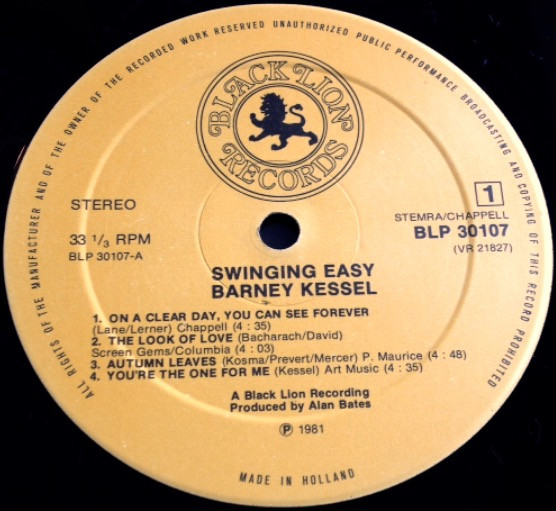 ALL RIGHTS OF THE MANUFACTURER AND OF THE OWNER OF THE RECORDED WORK RESERVED UNAUTHORIZED PUBLIC PERFORMANCE BROADCASTING AND COPYING OF THIS RECORD PROHIBITED
BLACK LION
RECORDS
STEREO
1
STEMRA/CHAPPELL
33 1/3 RPM
BLP 30107
BLP 30107-A
(VR 21827)
SWINGING EASY
BARNEY KESSEL
1. ON A CLEAR DAY, YOU CAN SEE FOREVER
(Lane/Lerner) Chappell (4 : 35)
2. THE LOOK OF LOVE (Bacharach/David)
Screen Gems/Columbia (4 : 03)
3. AUTUMN LEAVES (Kosma/Prevert/Mercer) P. Maurice (4 : 48)
4. YOU'RE THE ONE FOR ME (Kessel) Art Music (4 : 35)
A Black Lion Recording
Produced by Alan Bates
℗ 1981
MADE IN HOLLAND